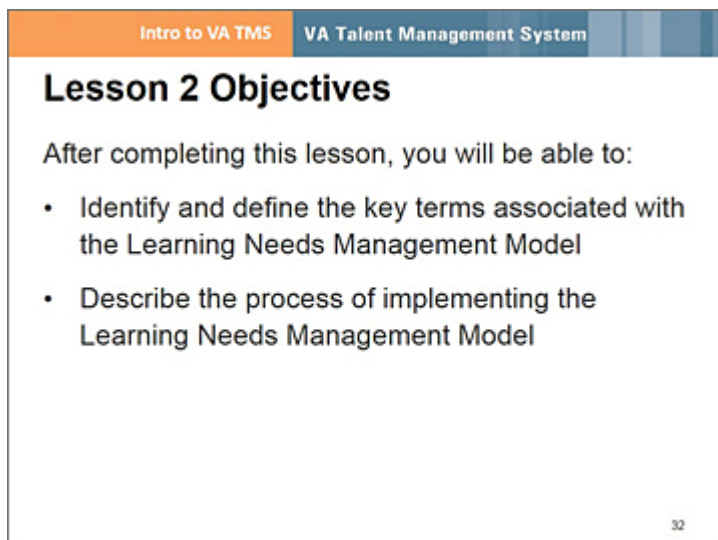 Intro to VA TMS VA Talent Management System
Lesson 2 Objectives
After completing this lesson, you will be able to:
• Identify and define the key terms associated with
the Learning Needs Management Model
• Describe the process of implementing the
Learning Needs Management Model
32